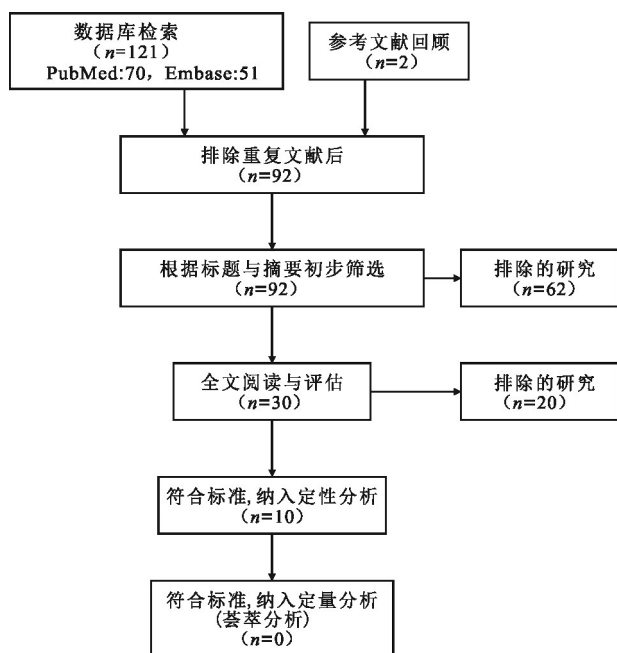 数据库检索
（n=121）
PubMed:70，Embase:51
参考文献回顾
（n=2）
排除重复文献后
（n=92）
根据标题与摘要初步筛选
（n=92）
排除的研究
（n=62）
全文阅读与评估
（n=30）
排除的研究
（n=20）
符合标准,纳入定性分析
（n=10）
符合标准,纳入定量分析
(荟萃分析)
（n=0）